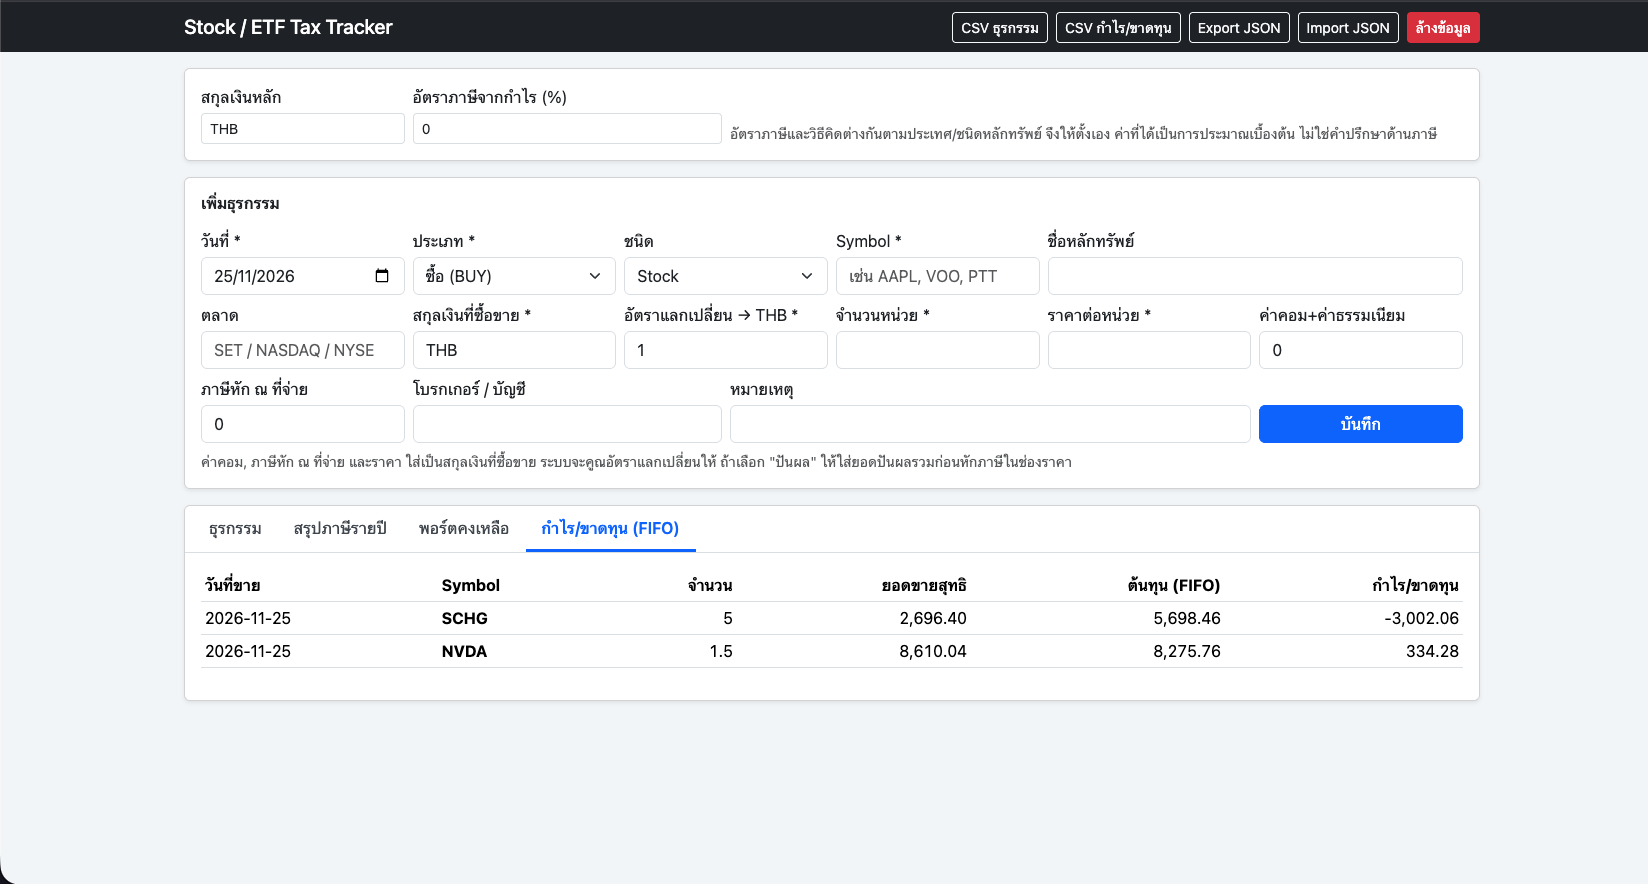 Stock / ETF Tax Tracker
CSV ธุรกรรม
CSV กำไร/ขาดทุน
Export JSON
Import JSON
ล้างข้อมูล
สกุลเงินหลัก
อัตราภาษีจากกำไร (%)
THB
0
อัตราภาษีและวิธีคิดต่างกันตามประเทศ/ชนิดหลักทรัพย์ จึงให้ตั้งเอง ค่าที่ได้เป็นการประมาณเบื้องต้น ไม่ใช่คำปรึกษาด้านภาษี
เพิ่มธุรกรรม
วันที่ * ประเภท * ชนิด Symbol * ชื่อหลักทรัพย์
25/11/2026 ซื้อ (BUY) Stock เช่น AAPL, VOO, PTT
ตลาด สกุลเงินที่ซื้อขาย * อัตราแลกเปลี่ยน → THB * จำนวนหน่วย * ราคาต่อหน่วย * ค่าคอม+ค่าธรรมเนียม
SET / NASDAQ / NYSE THB 1 0
ภาษีหัก ณ ที่จ่าย โบรกเกอร์ / บัญชี หมายเหตุ
0 บันทึก
ค่าคอม, ภาษีหัก ณ ที่จ่าย และราคา ใส่เป็นสกุลเงินที่ซื้อขาย ระบบจะคูณอัตราแลกเปลี่ยนให้ ถ้าเลือก "ปันผล" ให้ใส่ยอดปันผลรวมก่อนหักภาษีในช่องราคา
ธุรกรรม สรุปภาษีรายปี พอร์ตคงเหลือ กำไร/ขาดทุน (FIFO)
วันที่ขาย Symbol จำนวน ยอดขายสุทธิ ต้นทุน (FIFO) กำไร/ขาดทุน
2026-11-25 SCHG 5 2,696.40 5,698.46 -3,002.06
2026-11-25 NVDA 1.5 8,610.04 8,275.76 334.28